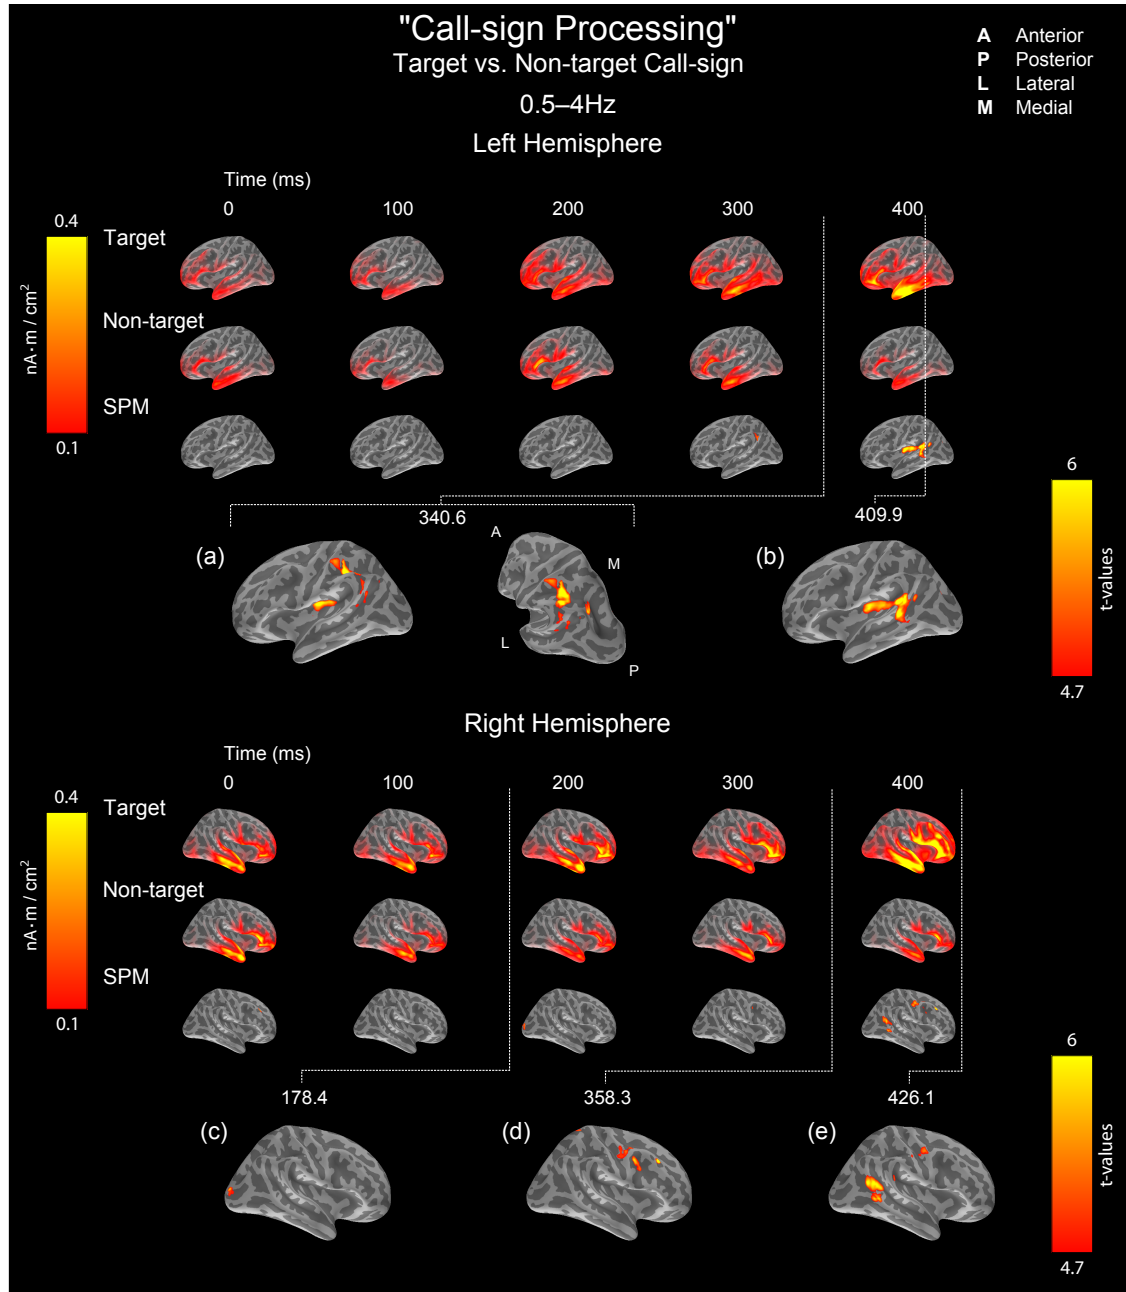 "Call-sign Processing"
Target vs. Non-target Call-sign
0.5–4Hz
A Anterior
P Posterior
L Lateral
M Medial
Left Hemisphere
Time (ms)
0 100 200 300 400
0.4
nA·m / cm²
0.1
Target
Non-target
SPM
340.6
409.9
(a)
A
M
L
P
(b)
6
t-values
4.7
Right Hemisphere
Time (ms)
0 100 200 300 400
0.4
nA·m / cm²
0.1
Target
Non-target
SPM
178.4
358.3
426.1
(c)
(d)
(e)
6
t-values
4.7